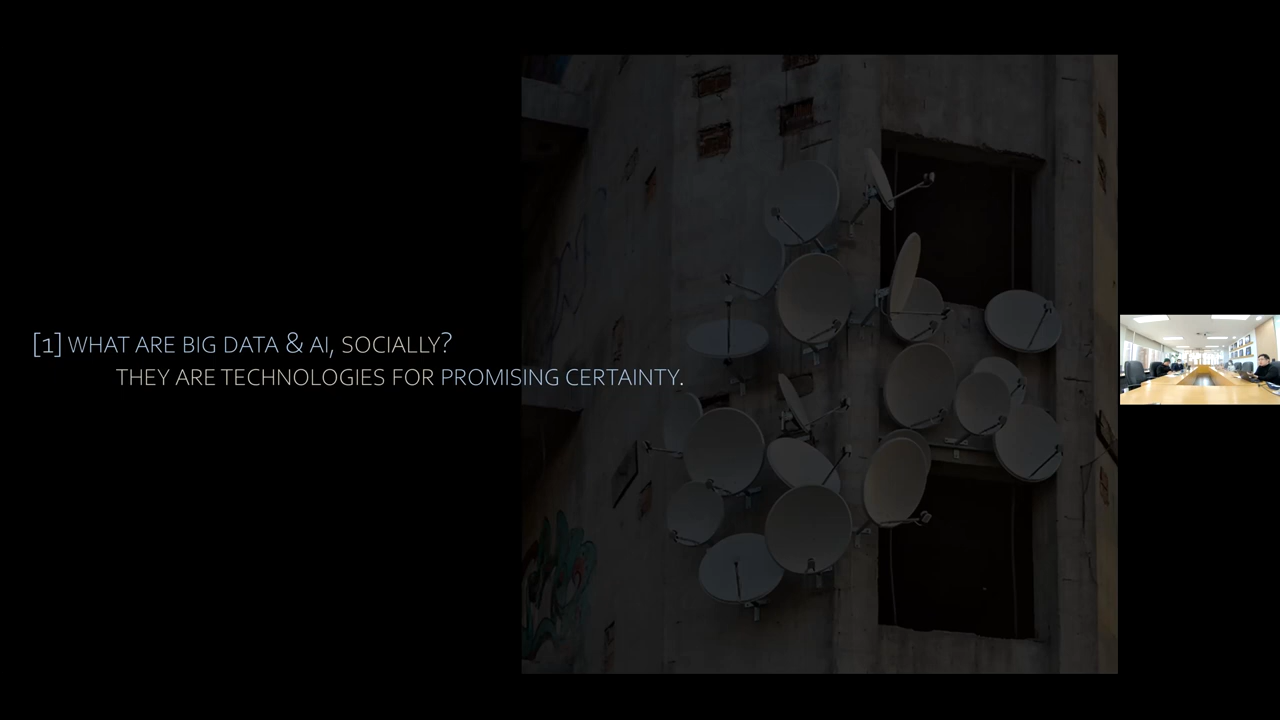 [1] WHAT ARE BIG DATA & AI, SOCIALLY?
THEY ARE TECHNOLOGIES FOR PROMISING CERTAINTY.